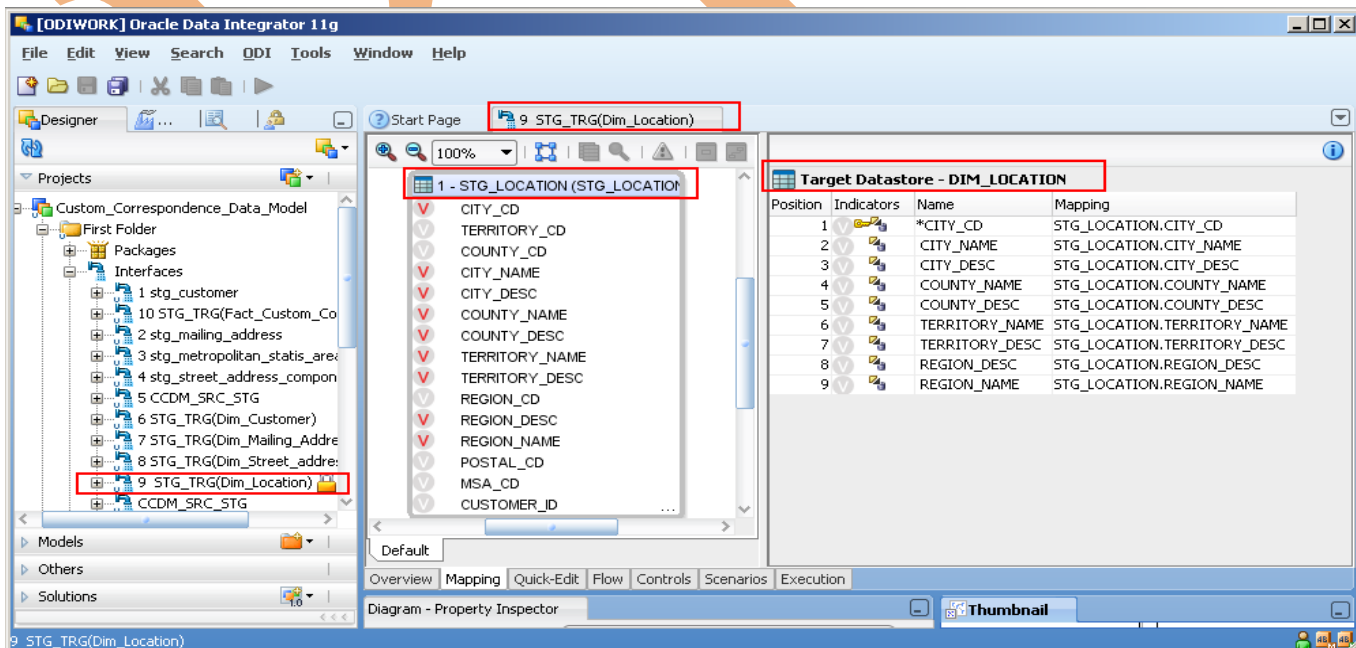 [ODIWORK] Oracle Data Integrator 11g
File Edit View Search ODI Tools Window Help
Designer ...
Projects
Custom_Correspondence_Data_Model
First Folder
Packages
Interfaces
1 stg_customer
10 STG_TRG(Fact_Custom_Co
2 stg_mailing_address
3 stg_metropolitan_statis_area
4 stg_street_address_compon
5 CCDM_SRC_STG
6 STG_TRG(Dim_Customer)
7 STG_TRG(Dim_Mailing_Addre
8 STG_TRG(Dim_Street_addre
9 STG_TRG(Dim_Location)
CCDM_SRC_STG
Models
Others
Solutions
1.0
Start Page
9 STG_TRG(Dim_Location)
100%
1 - STG_LOCATION (STG_LOCATION
V CITY_CD
V TERRITORY_CD
V COUNTY_CD
V CITY_NAME
V CITY_DESC
V COUNTY_NAME
V COUNTY_DESC
V TERRITORY_NAME
V TERRITORY_DESC
V REGION_CD
V REGION_DESC
V REGION_NAME
V POSTAL_CD
V MSA_CD
V CUSTOMER_ID ...
Default
Target Datastore - DIM_LOCATION
Position Indicators Name Mapping
1 V *CITY_CD STG_LOCATION.CITY_CD
2 V CITY_NAME STG_LOCATION.CITY_NAME
3 V CITY_DESC STG_LOCATION.CITY_DESC
4 V COUNTY_NAME STG_LOCATION.COUNTY_NAME
5 V COUNTY_DESC STG_LOCATION.COUNTY_DESC
6 V TERRITORY_NAME STG_LOCATION.TERRITORY_NAME
7 V TERRITORY_DESC STG_LOCATION.TERRITORY_DESC
8 V REGION_DESC STG_LOCATION.REGION_DESC
9 V REGION_NAME STG_LOCATION.REGION_NAME
Overview Mapping Quick-Edit Flow Controls Scenarios Execution
Diagram - Property Inspector
Thumbnail
9 STG_TRG(Dim_Location)